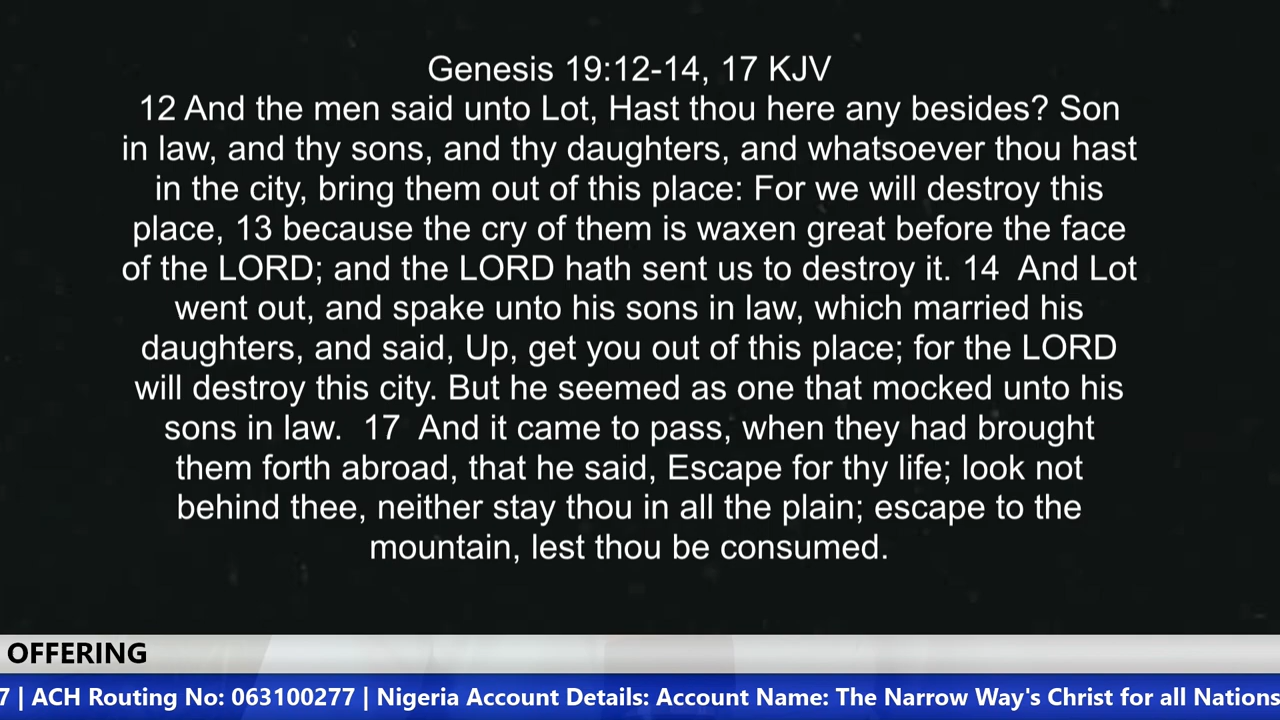 Genesis 19:12-14, 17 KJV
12 And the men said unto Lot, Hast thou here any besides? Son
in law, and thy sons, and thy daughters, and whatsoever thou hast
in the city, bring them out of this place: For we will destroy this
place, 13 because the cry of them is waxen great before the face
of the LORD; and the LORD hath sent us to destroy it. 14  And Lot
went out, and spake unto his sons in law, which married his
daughters, and said, Up, get you out of this place; for the LORD
will destroy this city. But he seemed as one that mocked unto his
sons in law.  17  And it came to pass, when they had brought
them forth abroad, that he said, Escape for thy life; look not
behind thee, neither stay thou in all the plain; escape to the
mountain, lest thou be consumed.
OFFERING
7 | ACH Routing No: 063100277 | Nigeria Account Details: Account Name: The Narrow Way's Christ for all Nations